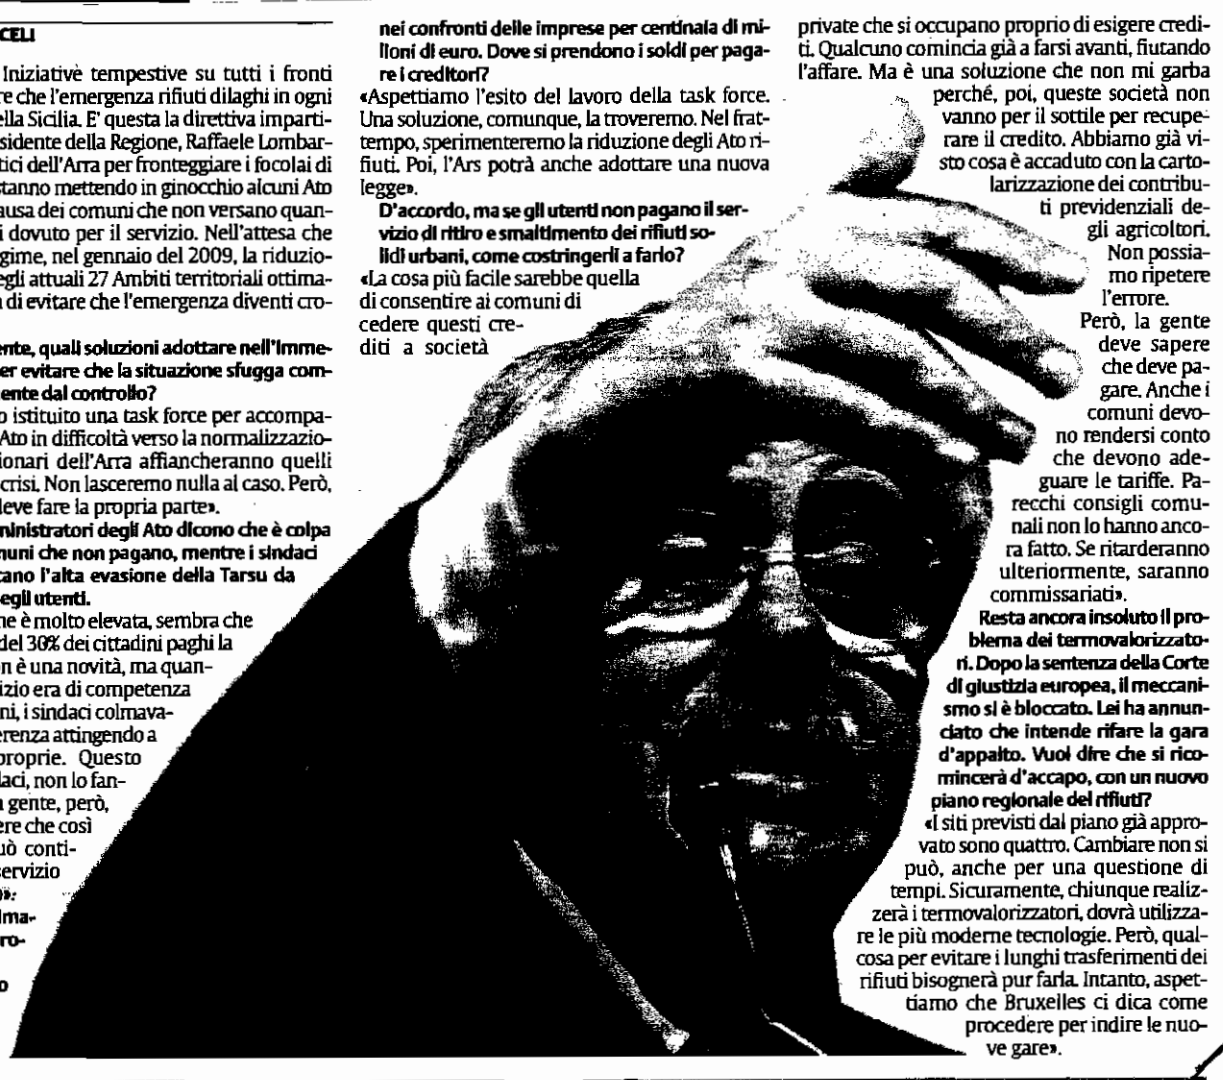 CELI
Iniziative tempestive su tutti i fronti
re che l'emergenza rifiuti dilaghi in ogni
ella Sicilia. E' questa la direttiva imparti-
sidente della Regione, Raffaele Lombar-
tici dell'Arra per fronteggiare i focolai di
tanno mettendo in ginocchio alcuni Ato
ausa dei comuni che non versano quan-
i dovuto per il servizio. Nell'attesa che
gime, nel gennaio del 2009, la riduzio-
egli attuali 27 Ambiti territoriali ottima-
a di evitare che l'emergenza diventi cro-
ente, quali soluzioni adottare nell'imme-
er evitare che la situazione sfugga com-
ente dal controllo?
o istituito una task force per accompa-
Ato in difficoltà verso la normalizzazio-
ionari dell'Arra affiancheranno quelli
crisi. Non lasceremo nulla al caso. Però,
leve fare la propria parte».
ministratori degli Ato dicono che è colpa
muni che non pagano, mentre i sindaci
cano l'alta evasione della Tarsu da
egli utenti.
ne è molto elevata, sembra che
del 30% dei cittadini paghi la
n è una novità, ma quan-
izio era di competenza
ni, i sindaci colmava-
erenza attingendo a
proprie. Questo
laci, non lo fan-
a gente, però,
ere che così
uò conti-
servizio
o»:
lma-
ro-
o
nei confronti delle imprese per centinaia di mi-
lioni di euro. Dove si prendono i soldi per paga-
re i creditori?
«Aspettiamo l'esito del lavoro della task force.
Una soluzione, comunque, la troveremo. Nel frat-
tempo, sperimenteremo la riduzione degli Ato ri-
fiuti. Poi, l'Ars potrà anche adottare una nuova
legge».
D'accordo, ma se gli utenti non pagano il ser-
vizio di ritiro e smaltimento dei rifiuti so-
lidi urbani, come costringerli a farlo?
«La cosa più facile sarebbe quella
di consentire ai comuni di
cedere questi cre-
diti a società
private che si occupano proprio di esigere credi-
ti. Qualcuno comincia già a farsi avanti, fiutando
l'affare. Ma è una soluzione che non mi garba
perché, poi, queste società non
vanno per il sottile per recupe-
rare il credito. Abbiamo già vi-
sto cosa è accaduto con la carto-
larizzazione dei contribu-
ti previdenziali de-
gli agricoltori.
Non possia-
mo ripetere
l'errore.
Però, la gente
deve sapere
che deve pa-
gare. Anche i
comuni devo-
no rendersi conto
che devono ade-
guare le tariffe. Pa-
recchi consigli comu-
nali non lo hanno anco-
ra fatto. Se ritarderanno
ulteriormente, saranno
commissariati».
Resta ancora insoluto il pro-
blema dei termovalorizzato-
ri. Dopo la sentenza della Corte
di giustizia europea, il meccani-
smo si è bloccato. Lei ha annun-
ciato che intende rifare la gara
d'appalto. Vuol dire che si rico-
mincerà d'accapo, con un nuovo
piano regionale dei rifiuti?
«I siti previsti dal piano già appro-
vato sono quattro. Cambiare non si
può, anche per una questione di
tempi. Sicuramente, chiunque realiz-
zerà i termovalorizzatori, dovrà utilizza-
re le più moderne tecnologie. Però, qual-
cosa per evitare i lunghi trasferimenti dei
rifiuti bisognerà pur farla. Intanto, aspet-
tiamo che Bruxelles ci dica come
procedere per indire le nuo-
ve gare».